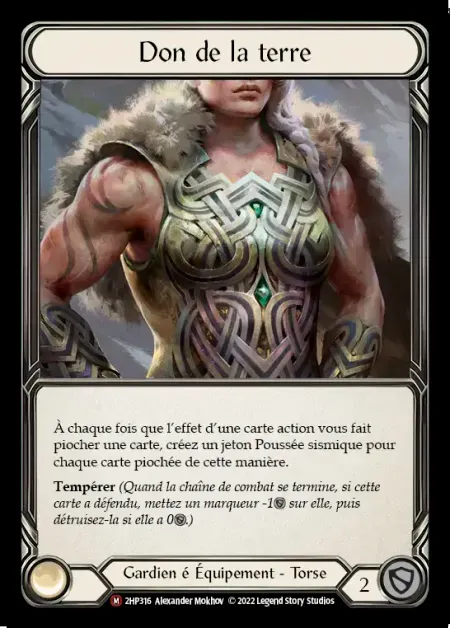 Don de la terre
À chaque fois que l'effet d'une carte action vous fait
piocher une carte, créez un jeton Poussée sismique pour
chaque carte piochée de cette manière.
Tempérer (Quand la chaîne de combat se termine, si cette
carte a défendu, mettez un marqueur -1 sur elle, puis
détruisez-la si elle a 0.)
Gardien é Équipement - Torse
2
M 2HP316 Alexander Mokhov © 2022 Legend Story Studios